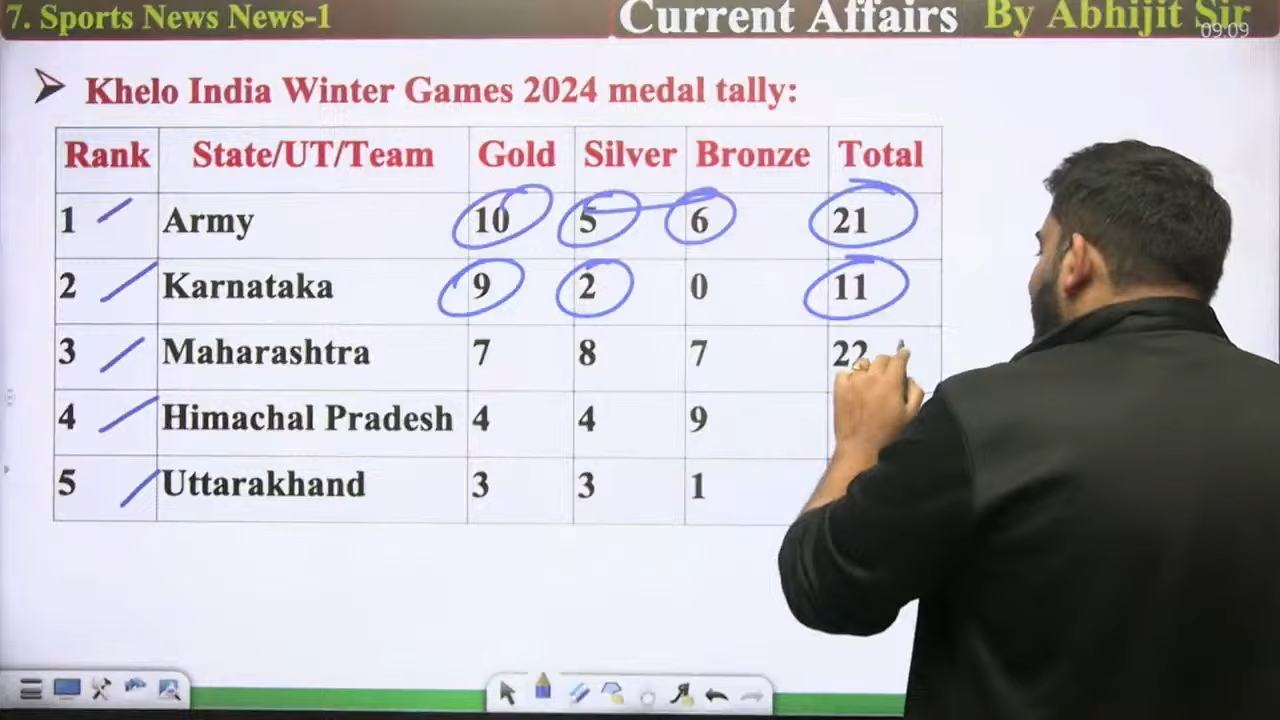 7. Sports News News-1
Current Affairs By Abhijit Sir
09:09
Khelo India Winter Games 2024 medal tally:
Rank State/UT/Team Gold Silver Bronze Total
1 Army 10 5 6 21
2 Karnataka 9 2 0 11
3 Maharashtra 7 8 7 22
4 Himachal Pradesh 4 4 9
5 Uttarakhand 3 3 1